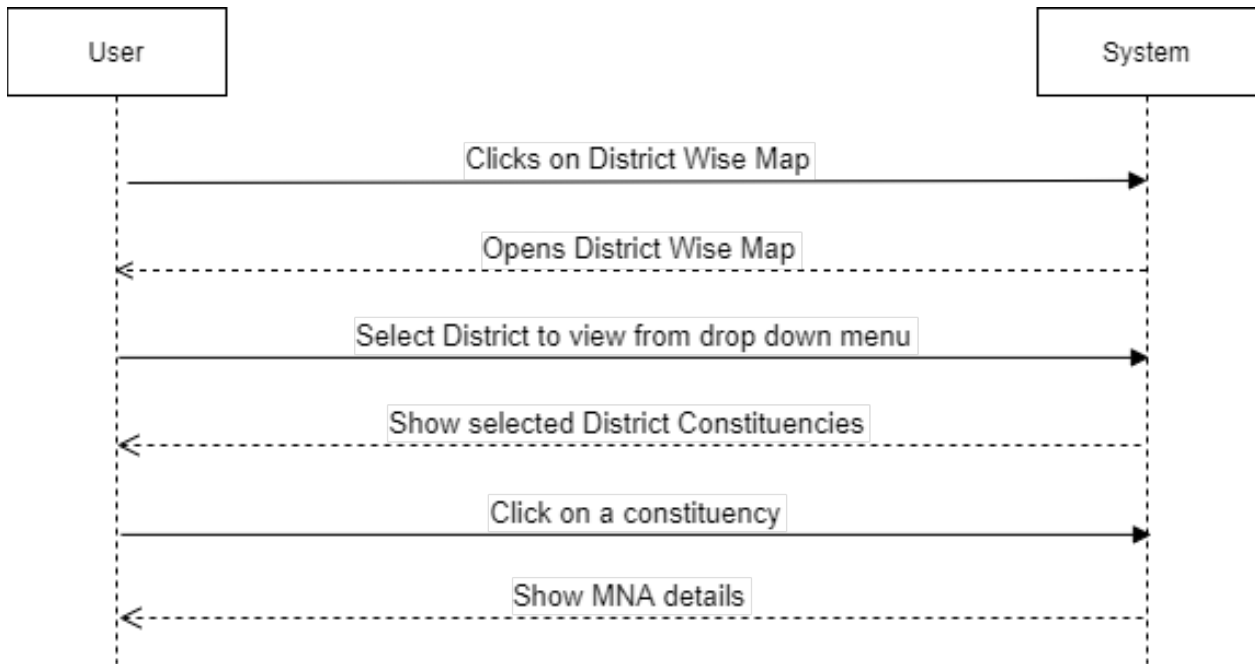 User
System
Clicks on District Wise Map
Opens District Wise Map
Select District to view from drop down menu
Show selected District Constituencies
Click on a constituency
Show MNA details